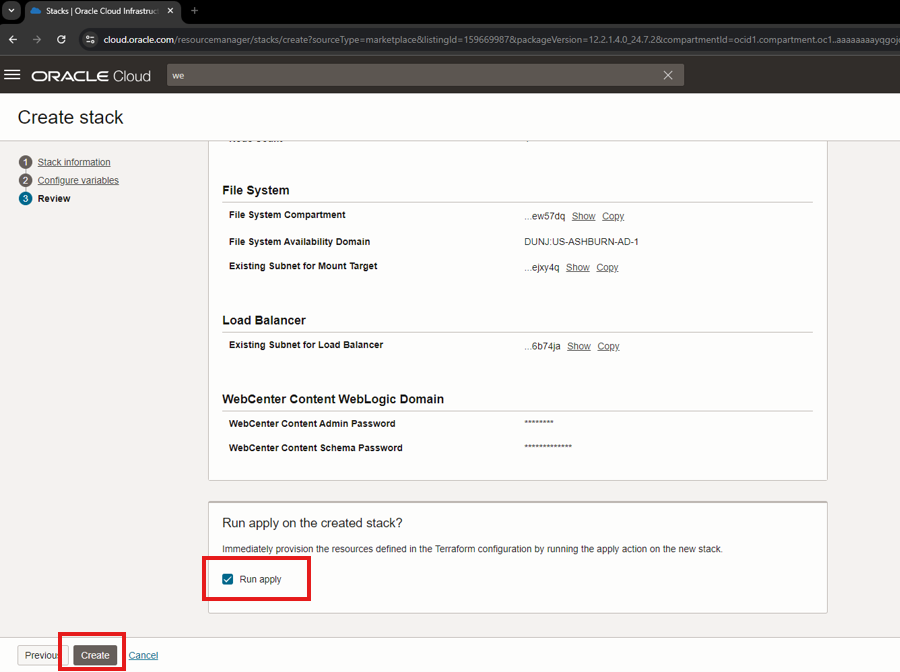 Stacks | Oracle Cloud Infrastruc
cloud.oracle.com/resourcemanager/stacks/create?sourceType=marketplace&listingId=159669987&packageVersion=12.2.1.4.0_24.7.2&compartmentId=ocid1.compartment.oc1..aaaaaaaayqgoj
ORACLE Cloud
we
Create stack
1 Stack information
2 Configure variables
3 Review
File System
File System Compartment ...ew57dq Show Copy
File System Availability Domain DUNJ:US-ASHBURN-AD-1
Existing Subnet for Mount Target ...ejxy4q Show Copy
Load Balancer
Existing Subnet for Load Balancer ...6b74ja Show Copy
WebCenter Content WebLogic Domain
WebCenter Content Admin Password ********
WebCenter Content Schema Password *************
Run apply on the created stack?
Immediately provision the resources defined in the Terraform configuration by running the apply action on the new stack.
Run apply
Previous Create Cancel